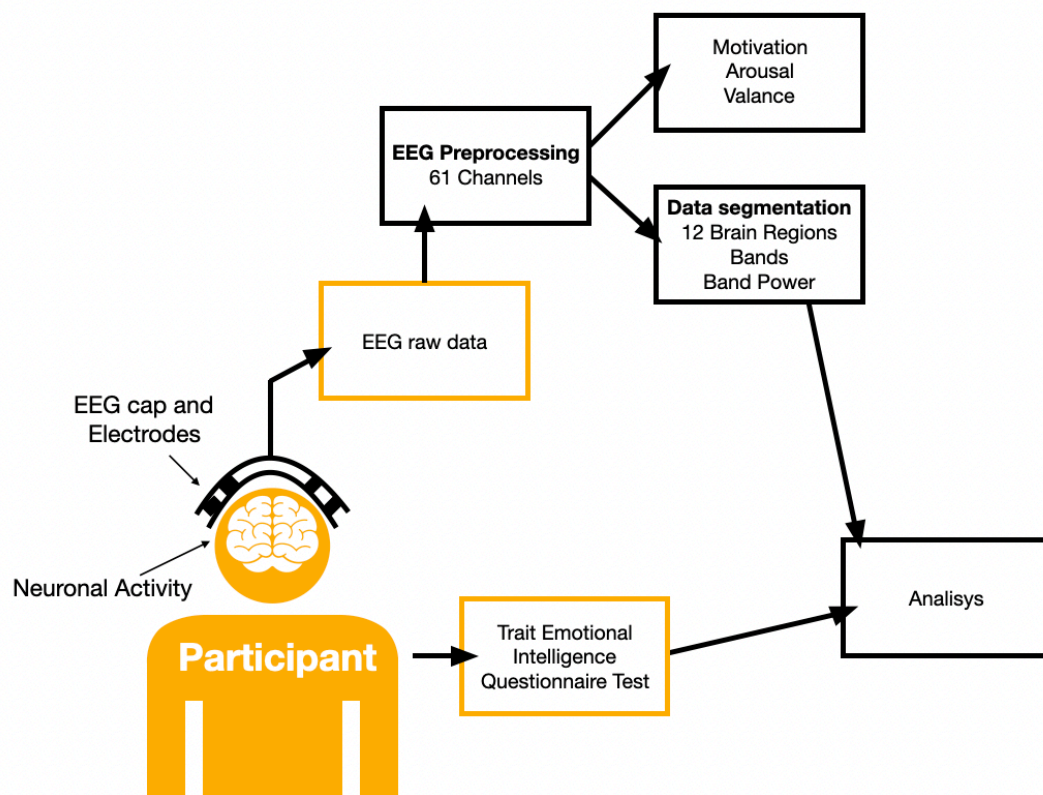 Motivation
Arousal
Valance
EEG Preprocessing
61 Channels
Data segmentation
12 Brain Regions
Bands
Band Power
EEG raw data
EEG cap and
Electrodes
Neuronal Activity
Analisys
Participant
Trait Emotional
Intelligence
Questionnaire Test